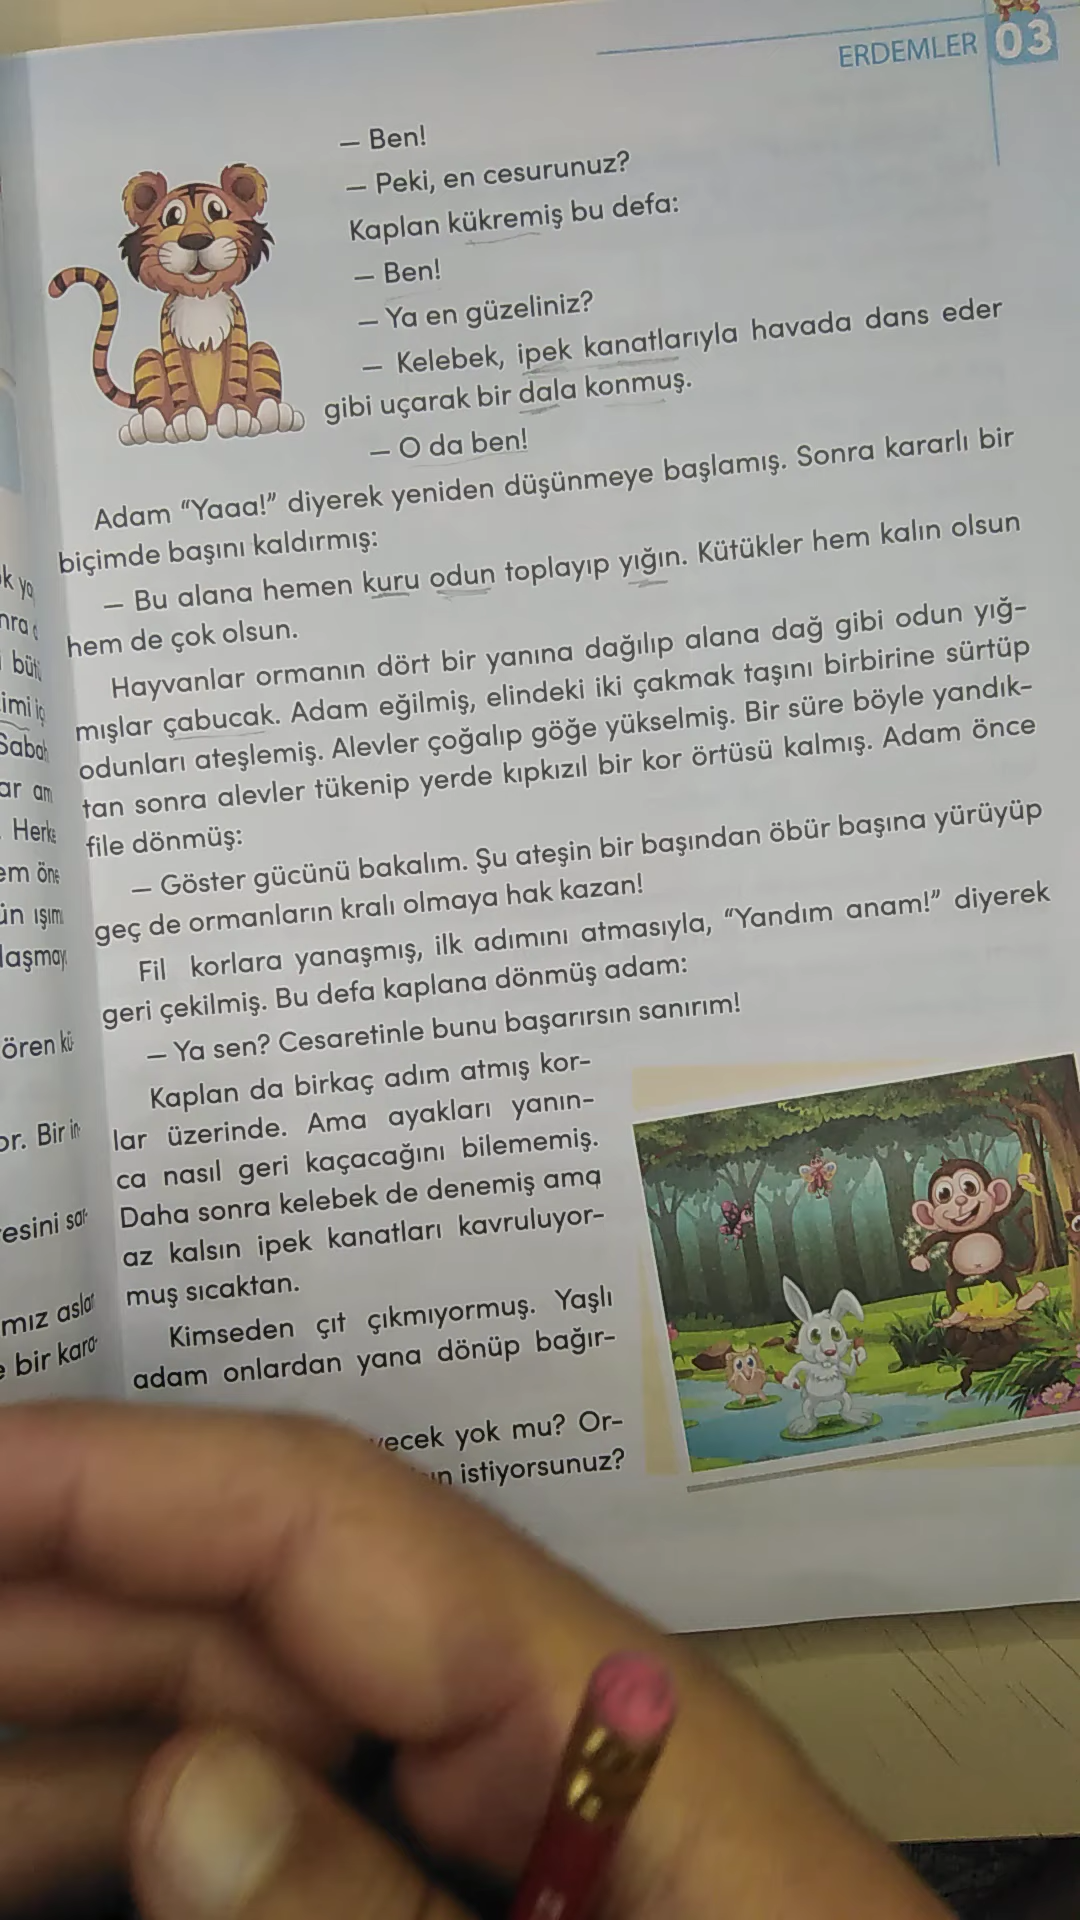 ERDEMLER 03
– Ben!
– Peki, en cesurunuz?
Kaplan kükremiş bu defa:
– Ben!
– Ya en güzeliniz?
– Kelebek, ipek kanatlarıyla havada dans eder
gibi uçarak bir dala konmuş.
– O da ben!
Adam “Yaaa!” diyerek yeniden düşünmeye başlamış. Sonra kararlı bir
biçimde başını kaldırmış:
– Bu alana hemen kuru odun toplayıp yığın. Kütükler hem kalın olsun
hem de çok olsun.
Hayvanlar ormanın dört bir yanına dağılıp alana dağ gibi odun yığ-
mışlar çabucak. Adam eğilmiş, elindeki iki çakmak taşını birbirine sürtüp
odunları ateşlemiş. Alevler çoğalıp göğe yükselmiş. Bir süre böyle yandık-
tan sonra alevler tükenip yerde kıpkızıl bir kor örtüsü kalmış. Adam önce
file dönmüş:
– Göster gücünü bakalım. Şu ateşin bir başından öbür başına yürüyüp
geç de ormanların kralı olmaya hak kazan!
Fil korlara yanaşmış, ilk adımını atmasıyla, “Yandım anam!” diyerek
geri çekilmiş. Bu defa kaplana dönmüş adam:
– Ya sen? Cesaretinle bunu başarırsın sanırım!
Kaplan da birkaç adım atmış kor-
lar üzerinde. Ama ayakları yanın-
ca nasıl geri kaçacağını bilememiş.
Daha sonra kelebek de denemiş ama
az kalsın ipek kanatları kavruluyor-
muş sıcaktan.
Kimseden çıt çıkmıyormuş. Yaşlı
adam onlardan yana dönüp bağır-
yok mu? Or-
istiyorsunuz?